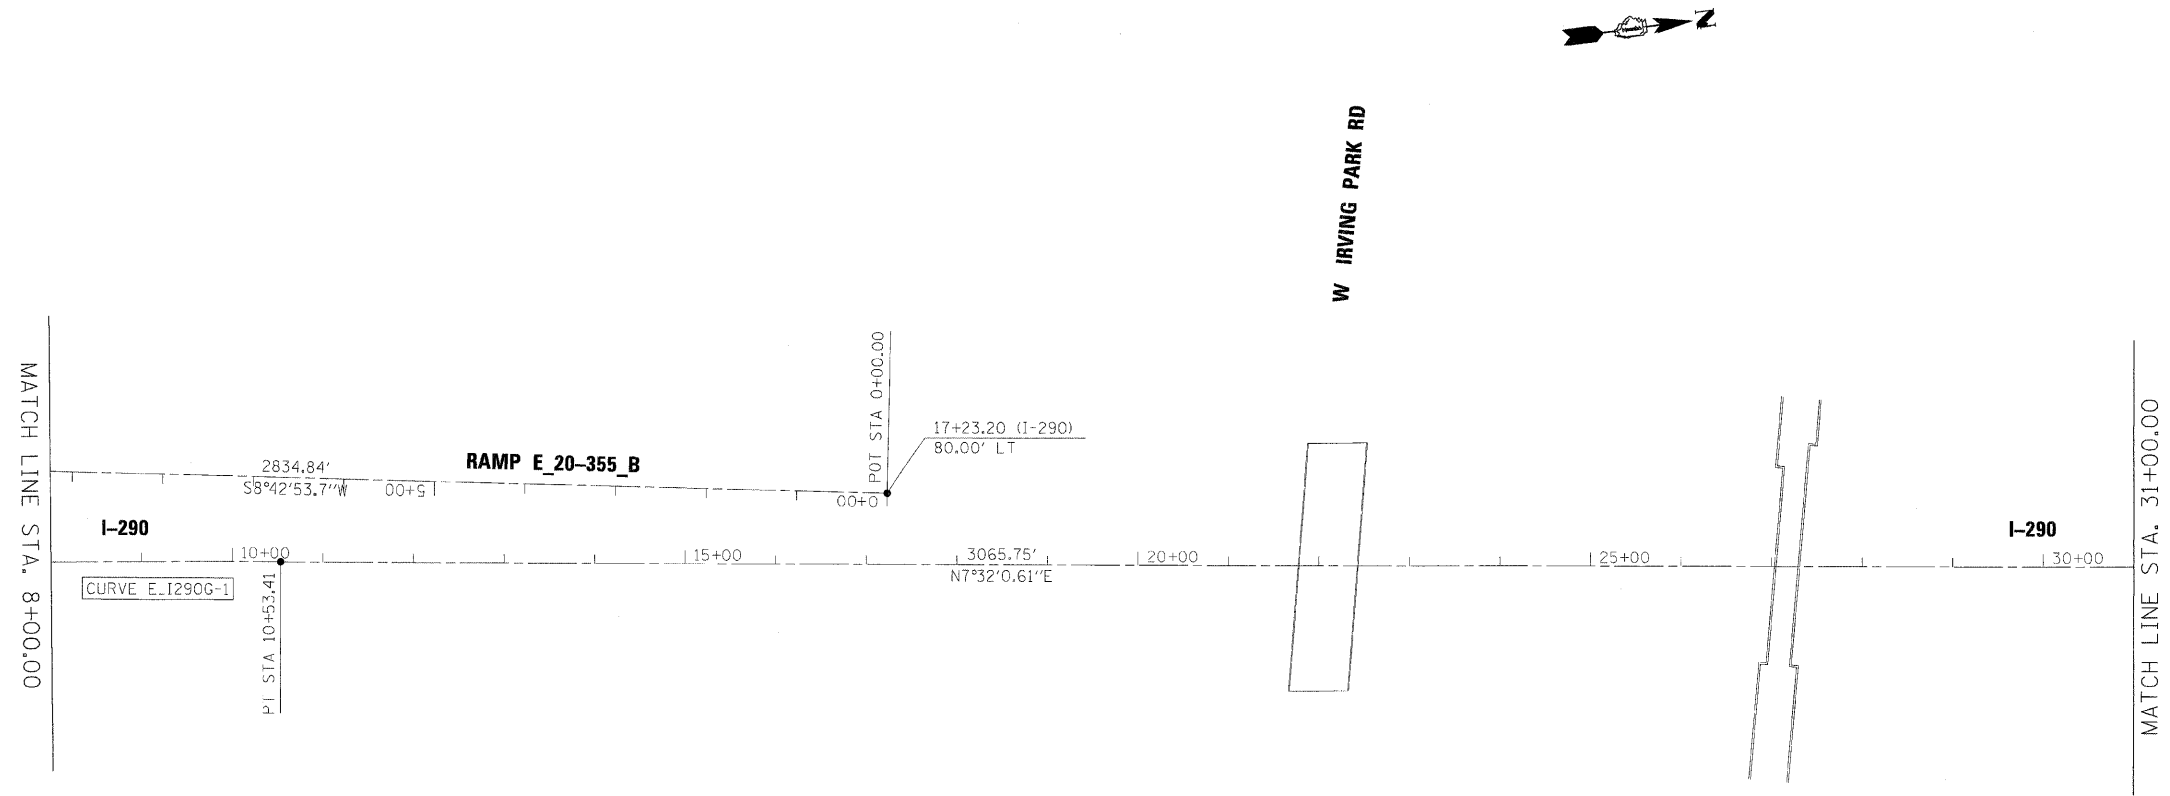 N
W IRVING PARK RD
MATCH LINE STA. 8+00.00
POT STA 0+00.00
17+23.20 (I-290)
80.00' LT
2834.84'
S8°42'53.7"W
RAMP E_20-355_B
5+00
0+00
I-290
10+00
15+00
3065.75'
N7°32'0.61"E
20+00
25+00
I-290
30+00
CURVE E_I290G-1
PT STA 10+53.41
MATCH LINE STA. 31+00.00